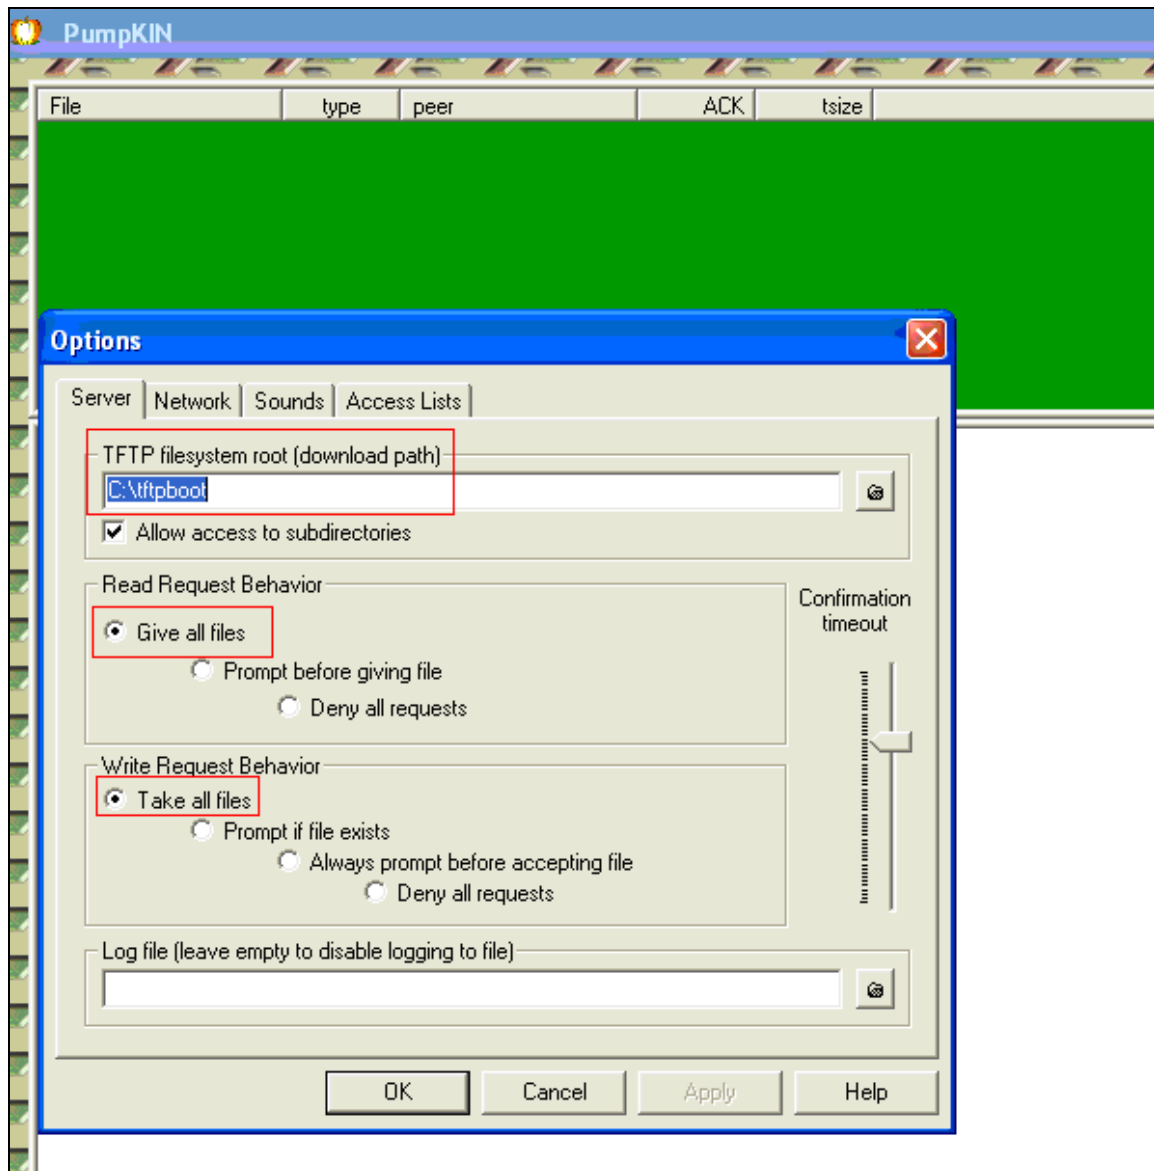 PumpKIN
File type peer ACK tsize
Options
Server Network Sounds Access Lists
TFTP filesystem root (download path)
C:\tftpboot
Allow access to subdirectories
Read Request Behavior
Give all files
Prompt before giving file
Deny all requests
Confirmation
timeout
Write Request Behavior
Take all files
Prompt if file exists
Always prompt before accepting file
Deny all requests
Log file (leave empty to disable logging to file)
OK Cancel Apply Help